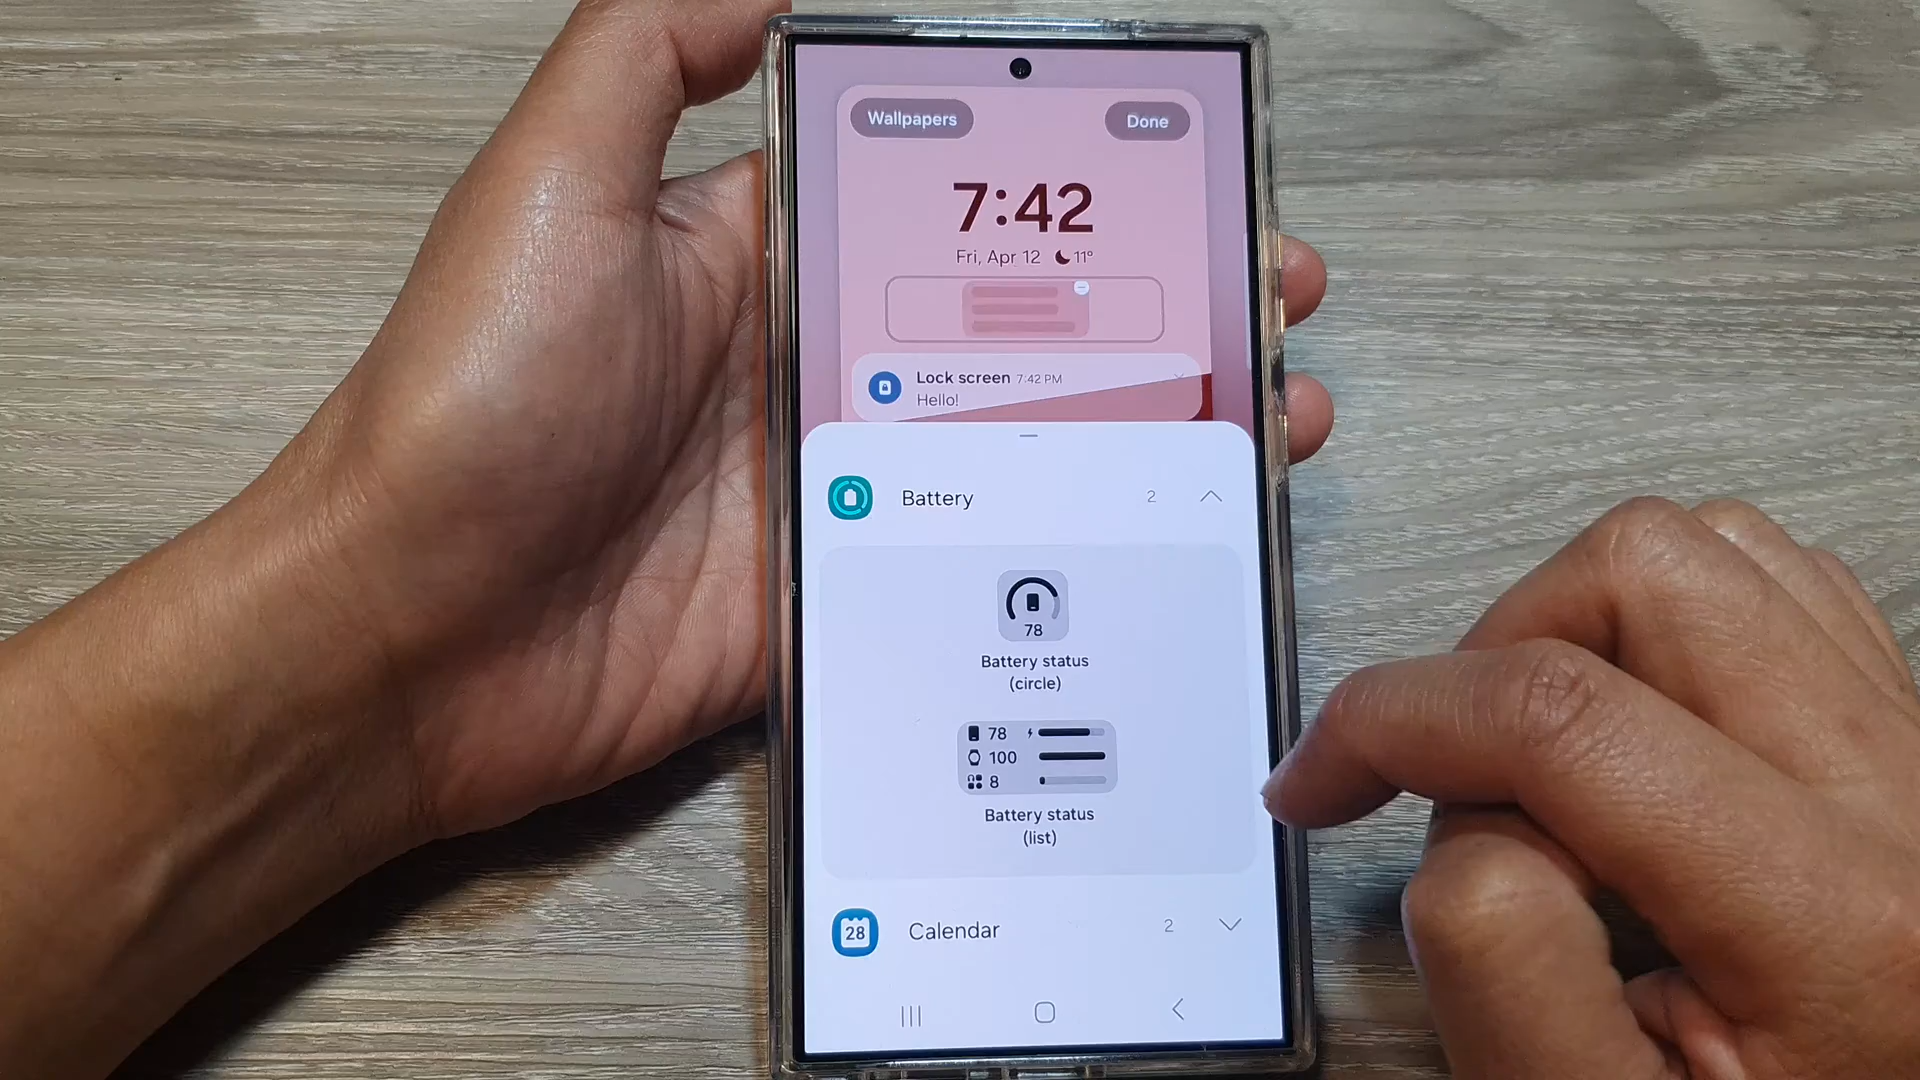 Wallpapers
Done
7:42
Fri, Apr 12 11°
Lock screen 7:42 PM
Hello!
Battery 2
78
Battery status
(circle)
78
100
8
Battery status
(list)
28 Calendar 2